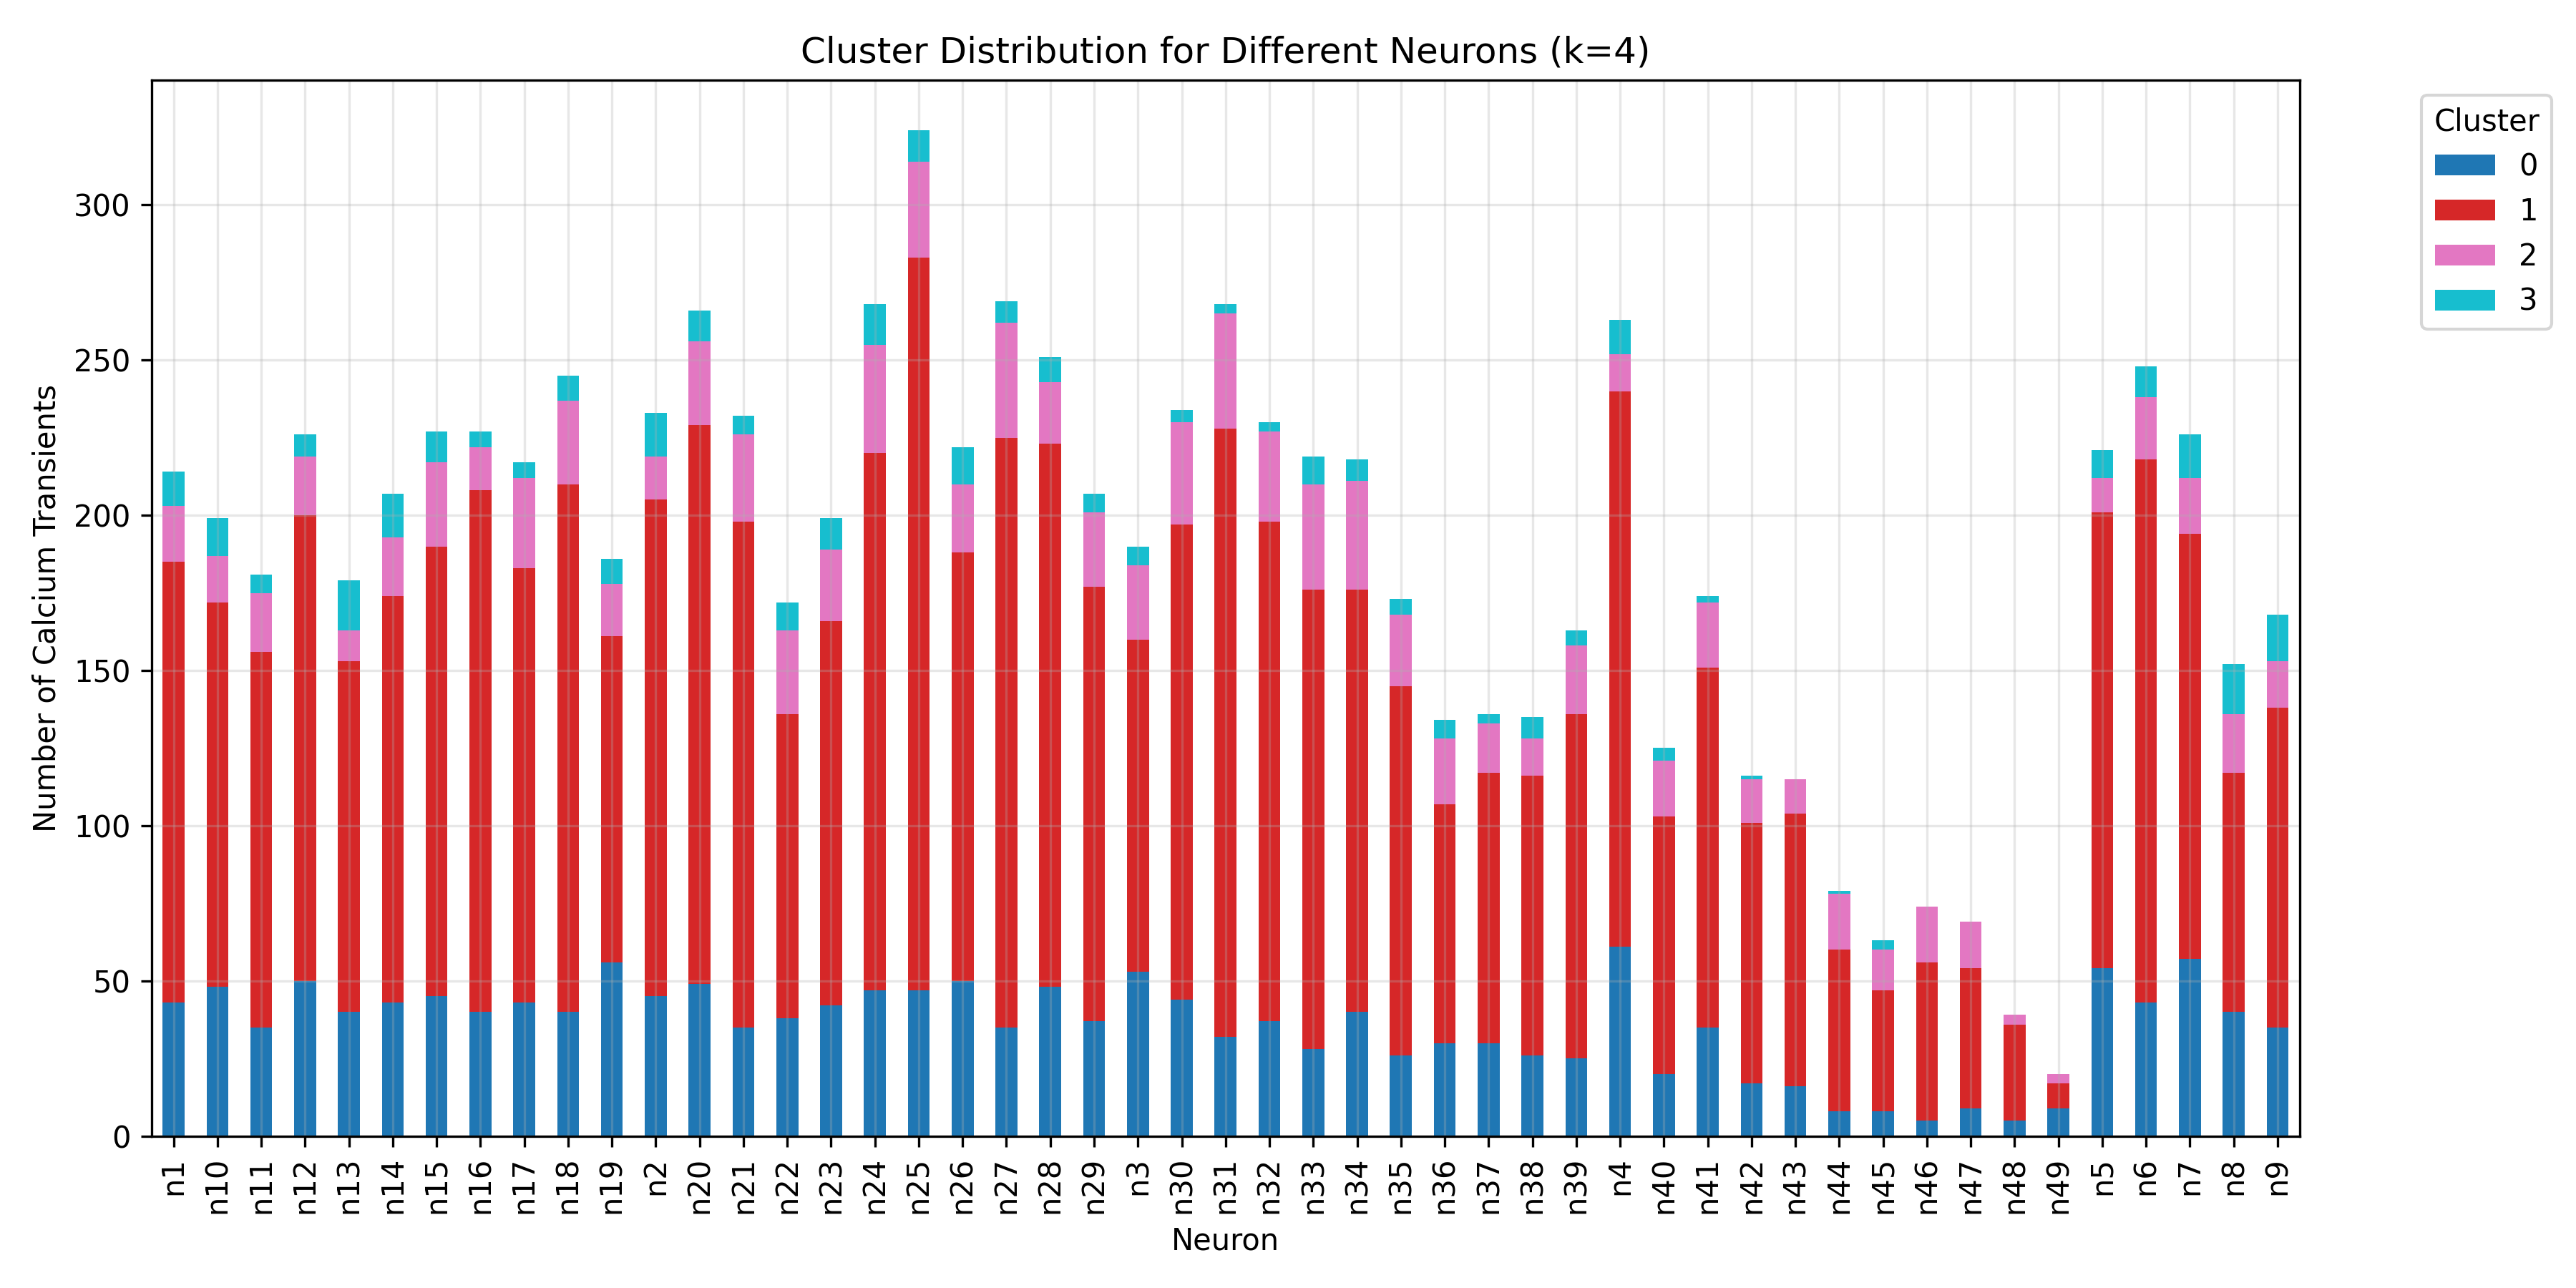 Cluster Distribution for Different Neurons (k=4)
Number of Calcium Transients
300
250
200
150
100
50
0
n1
n10
n11
n12
n13
n14
n15
n16
n17
n18
n19
n2
n20
n21
n22
n23
n24
n25
n26
n27
n28
n29
n3
n30
n31
n32
n33
n34
n35
n36
n37
n38
n39
n4
n40
n41
n42
n43
n44
n45
n46
n47
n48
n49
n5
n6
n7
n8
n9
Neuron
Cluster
0
1
2
3